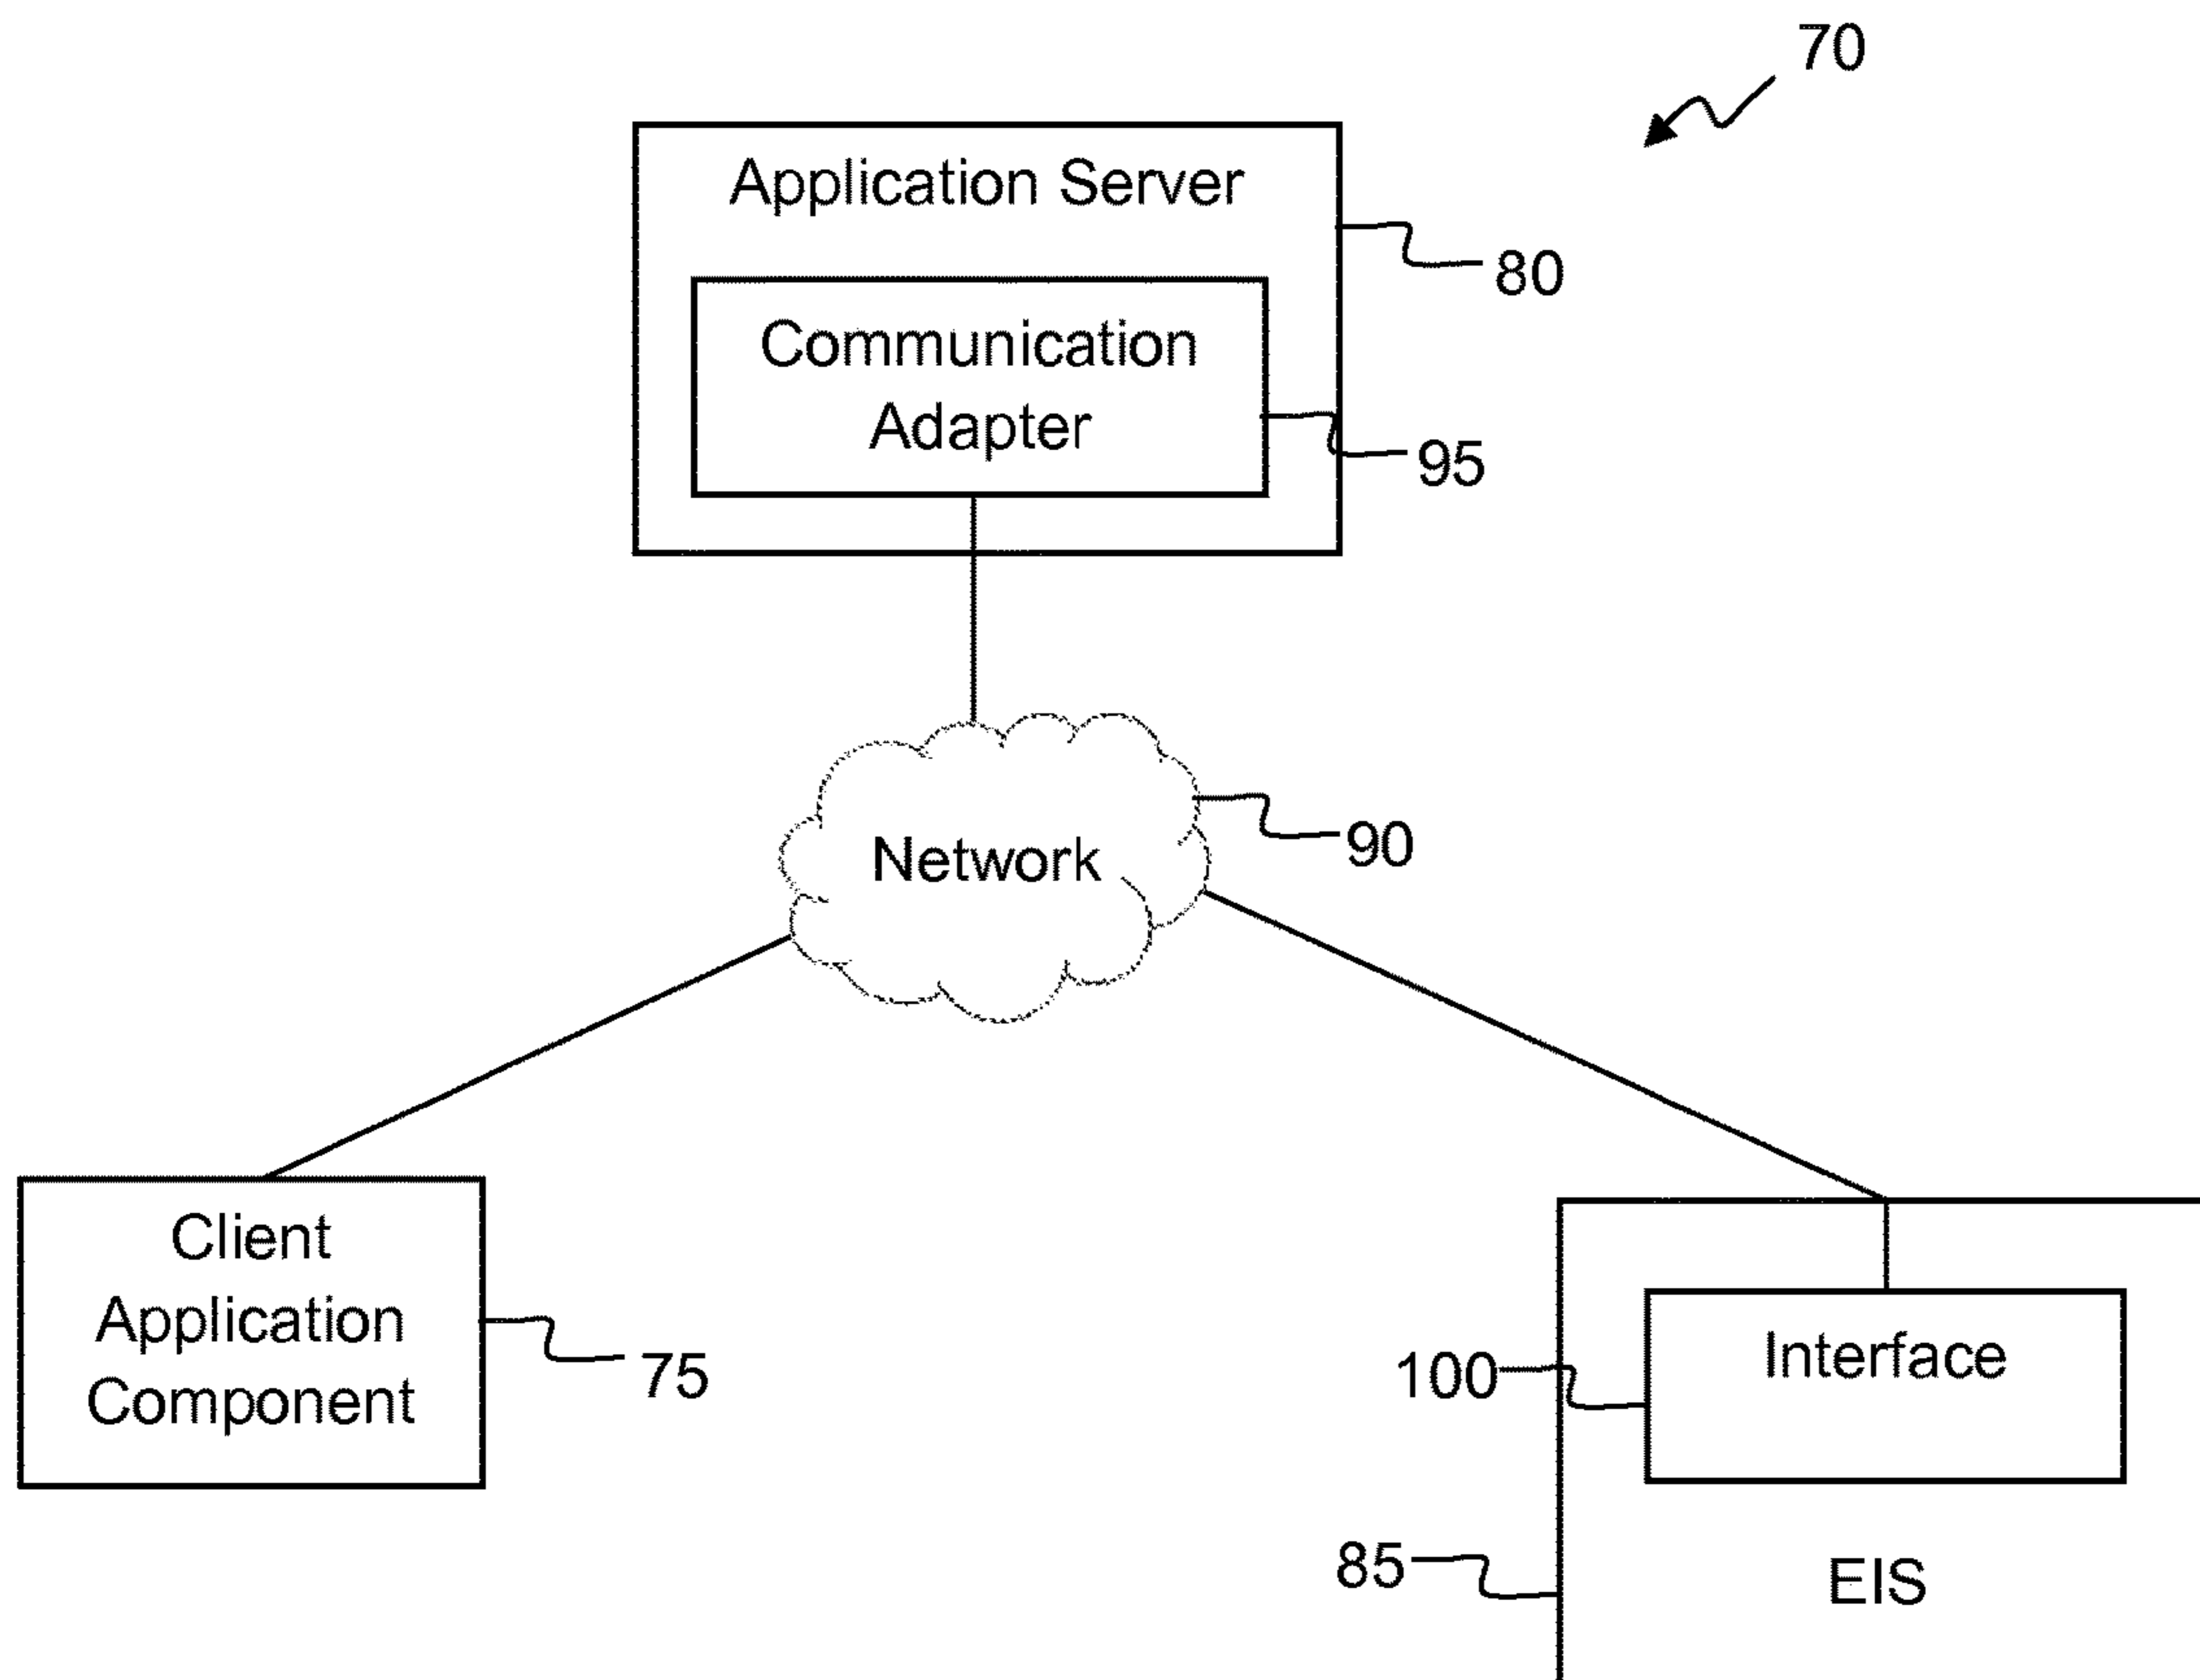 70
Application Server
80
Communication
Adapter
95
Network
90
Client
Application
Component
75
Interface
100
85
EIS